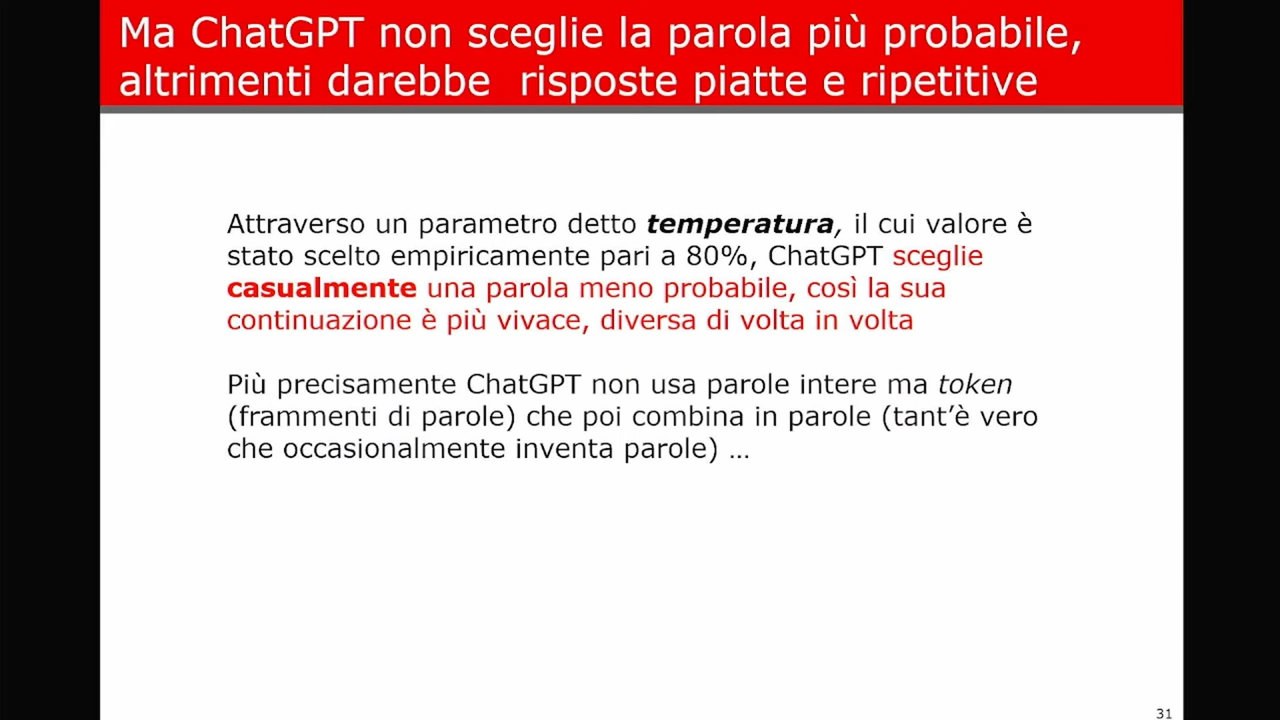 Ma ChatGPT non sceglie la parola più probabile,
altrimenti darebbe risposte piatte e ripetitive
Attraverso un parametro detto temperatura, il cui valore è
stato scelto empiricamente pari a 80%, ChatGPT sceglie
casualmente una parola meno probabile, così la sua
continuazione è più vivace, diversa di volta in volta
Più precisamente ChatGPT non usa parole intere ma token
(frammenti di parole) che poi combina in parole (tant’è vero
che occasionalmente inventa parole) …
31